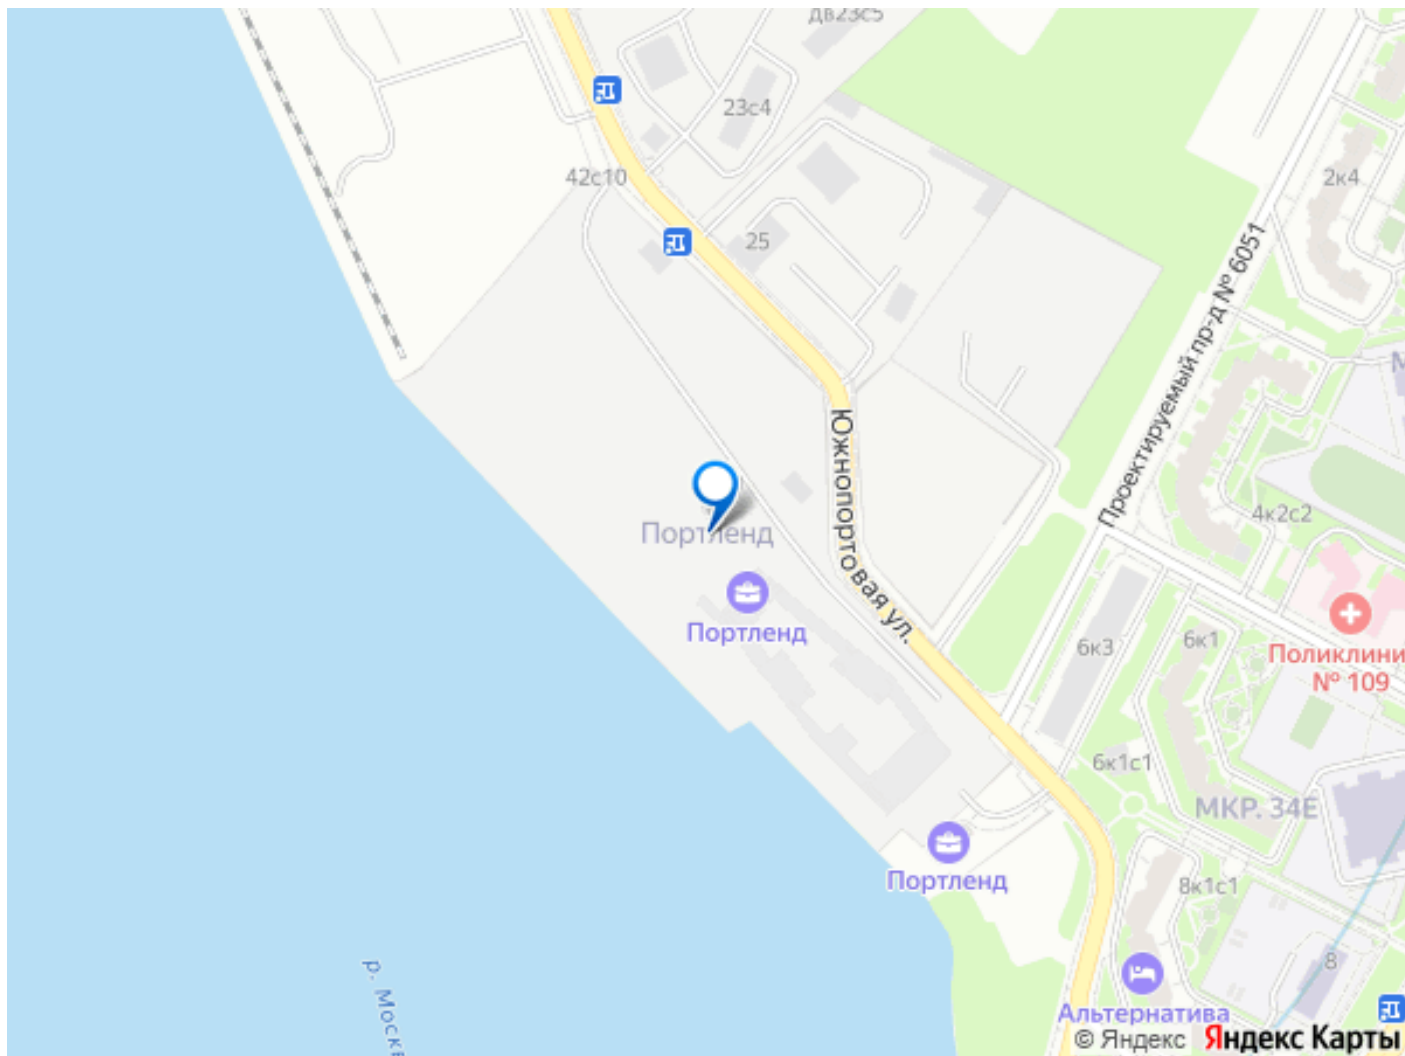 дв23с5
23с4
42с10
2к4
25
Проектируемый пр-д № 6051
Южнопортовая ул.
4к2с2
Портленд
Портленд
6к3
6к1
Поликлини
№ 109
6к1с1
МКР. 34Е
Портленд
8к1с1
8
р. Москв
Альтернатива
© Яндекс Яндекс Карты